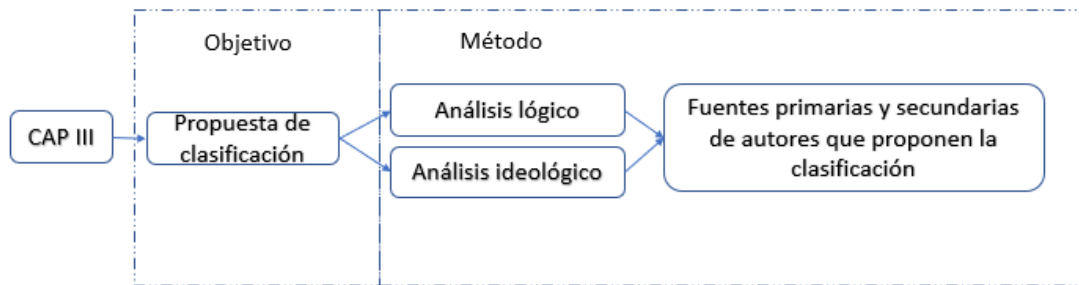 Objetivo
Método
CAP III
Propuesta de
clasificación
Análisis lógico
Análisis ideológico
Fuentes primarias y secundarias
de autores que proponen la
clasificación